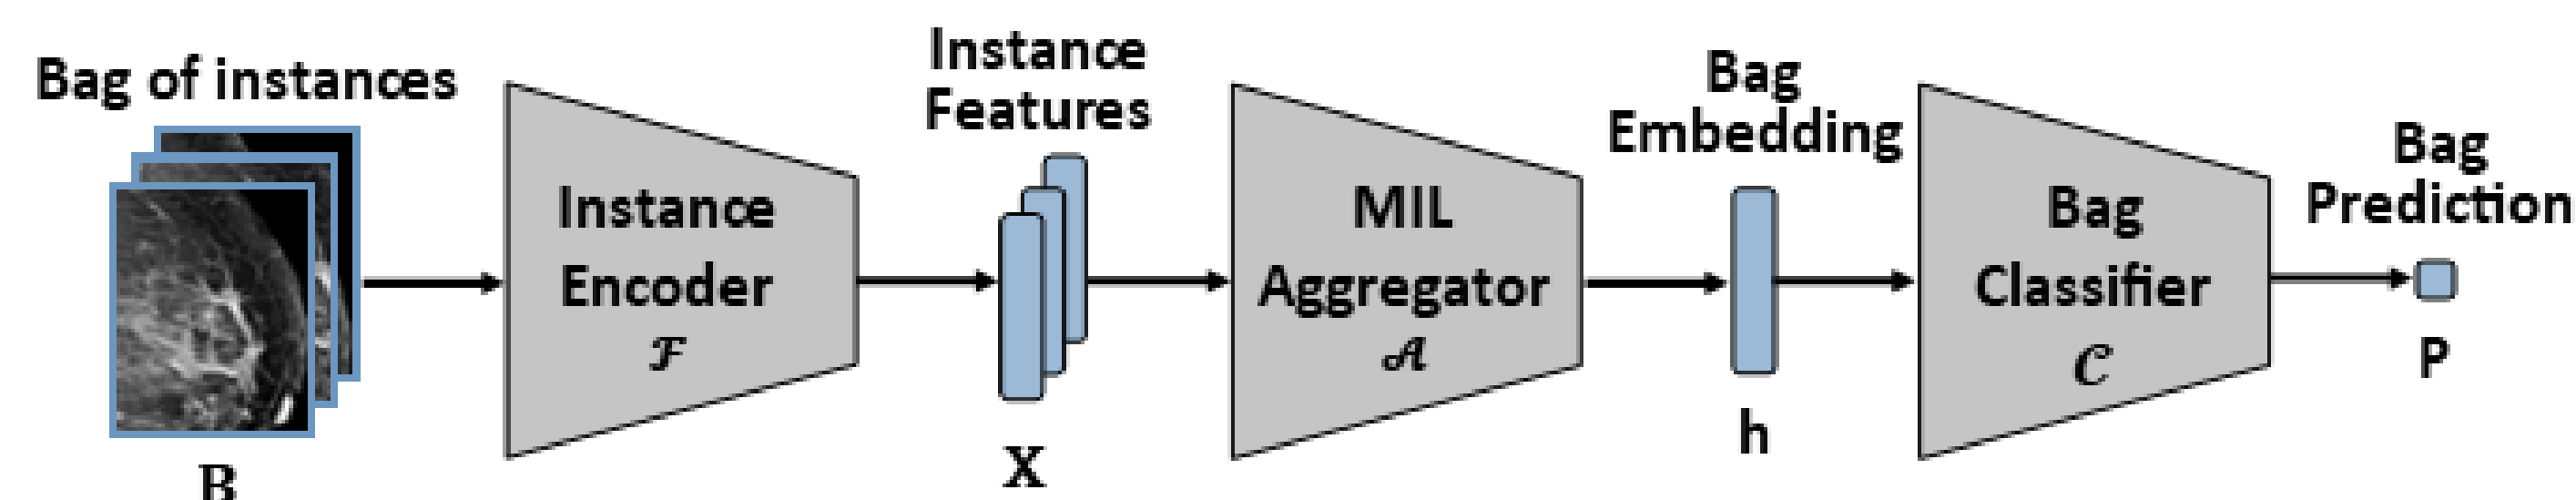 Bag of instances
B
Instance
Encoder
ℱ
Instance
Features
X
MIL
Aggregator
𝒜
Bag
Embedding
h
Bag
Classifier
𝒞
Bag
Prediction
P